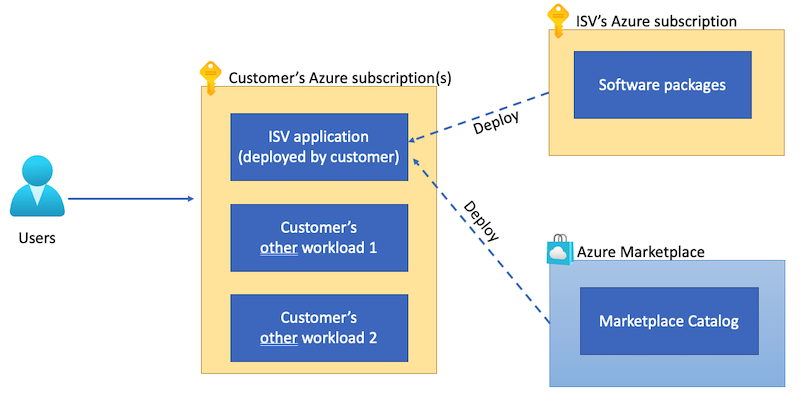 ISV's Azure subscription
Software packages
Customer's Azure subscription(s)
ISV application
(deployed by customer)
Deploy
Users
Customer's
other workload 1
Deploy
Azure Marketplace
Customer's
other workload 2
Marketplace Catalog